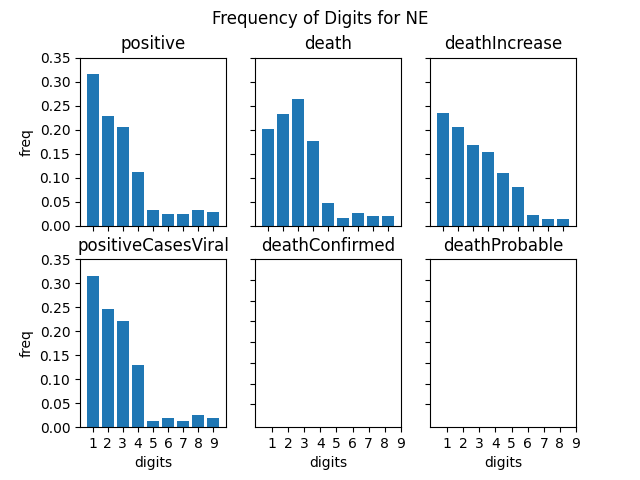 Frequency of Digits for NE
positive death deathIncrease
0.35
0.30
0.25
0.20
0.15
0.10
0.05
0.00
freq
positiveCasesViral deathConfirmed deathProbable
0.35
0.30
0.25
0.20
0.15
0.10
0.05
0.00
freq
1 2 3 4 5 6 7 8 9 1 2 3 4 5 6 7 8 9 1 2 3 4 5 6 7 8 9
digits digits digits